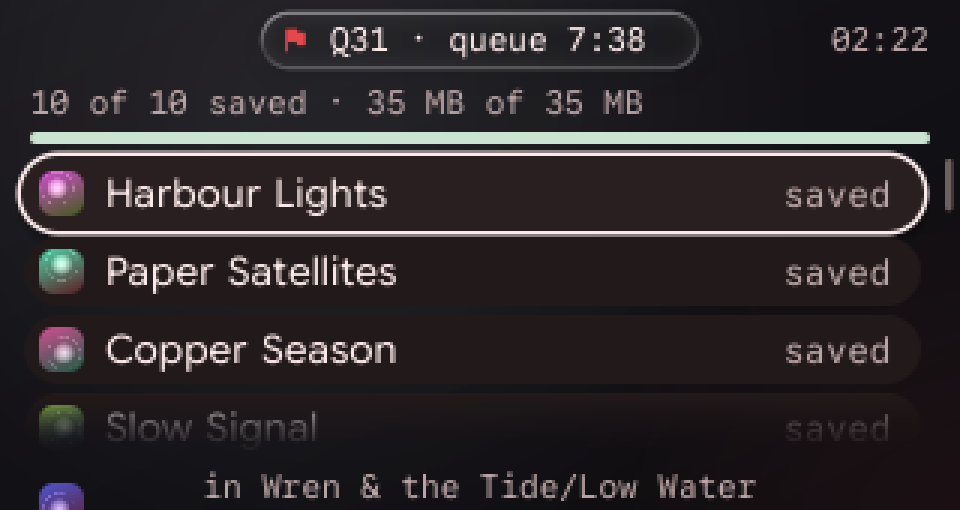 Q31 · queue 7:38
02:22
10 of 10 saved · 35 MB of 35 MB
Harbour Lights saved
Paper Satellites saved
Copper Season saved
Slow Signal saved
in Wren & the Tide/Low Water